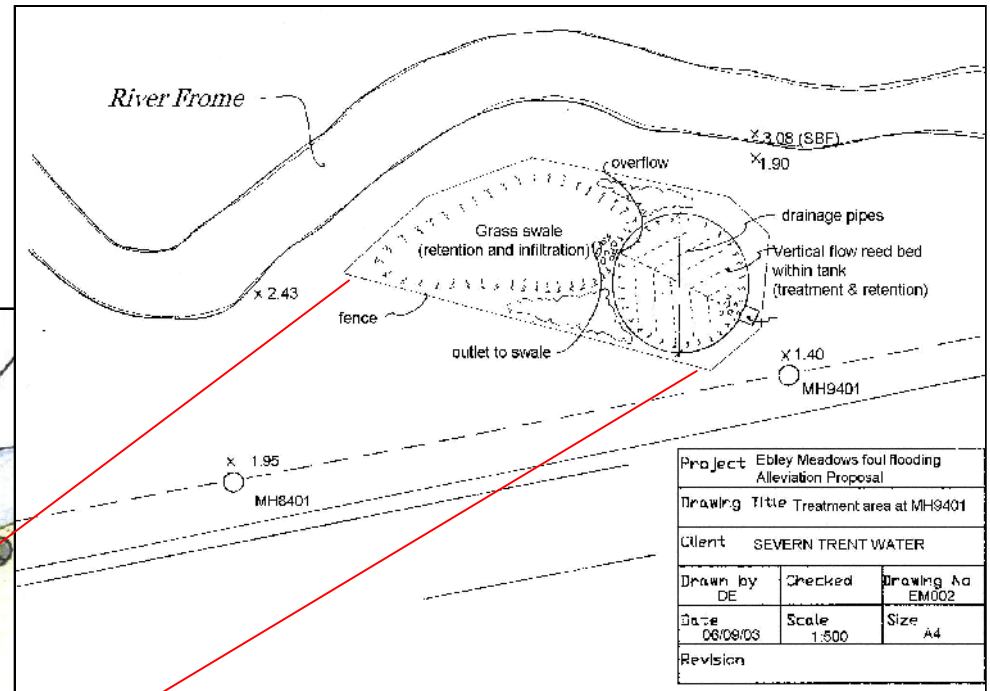 River Frome
3.08 (SBF)
1.90
overflow
drainage pipes
Grass swale
(retention and infiltration)
Vertical flow reed bed
within tank
(treatment & retention)
2.43
fence
outlet to swale
1.40
MH9401
1.95
MH8401
Project Ebley Meadows foul flooding
Alleviation Proposal
Drawing Title Treatment area at MH9401
Client SEVERN TRENT WATER
Drawn by
DE
Checked
Drawing No
EM002
Date
06/09/03
Scale
1:500
Size
A4
Revision